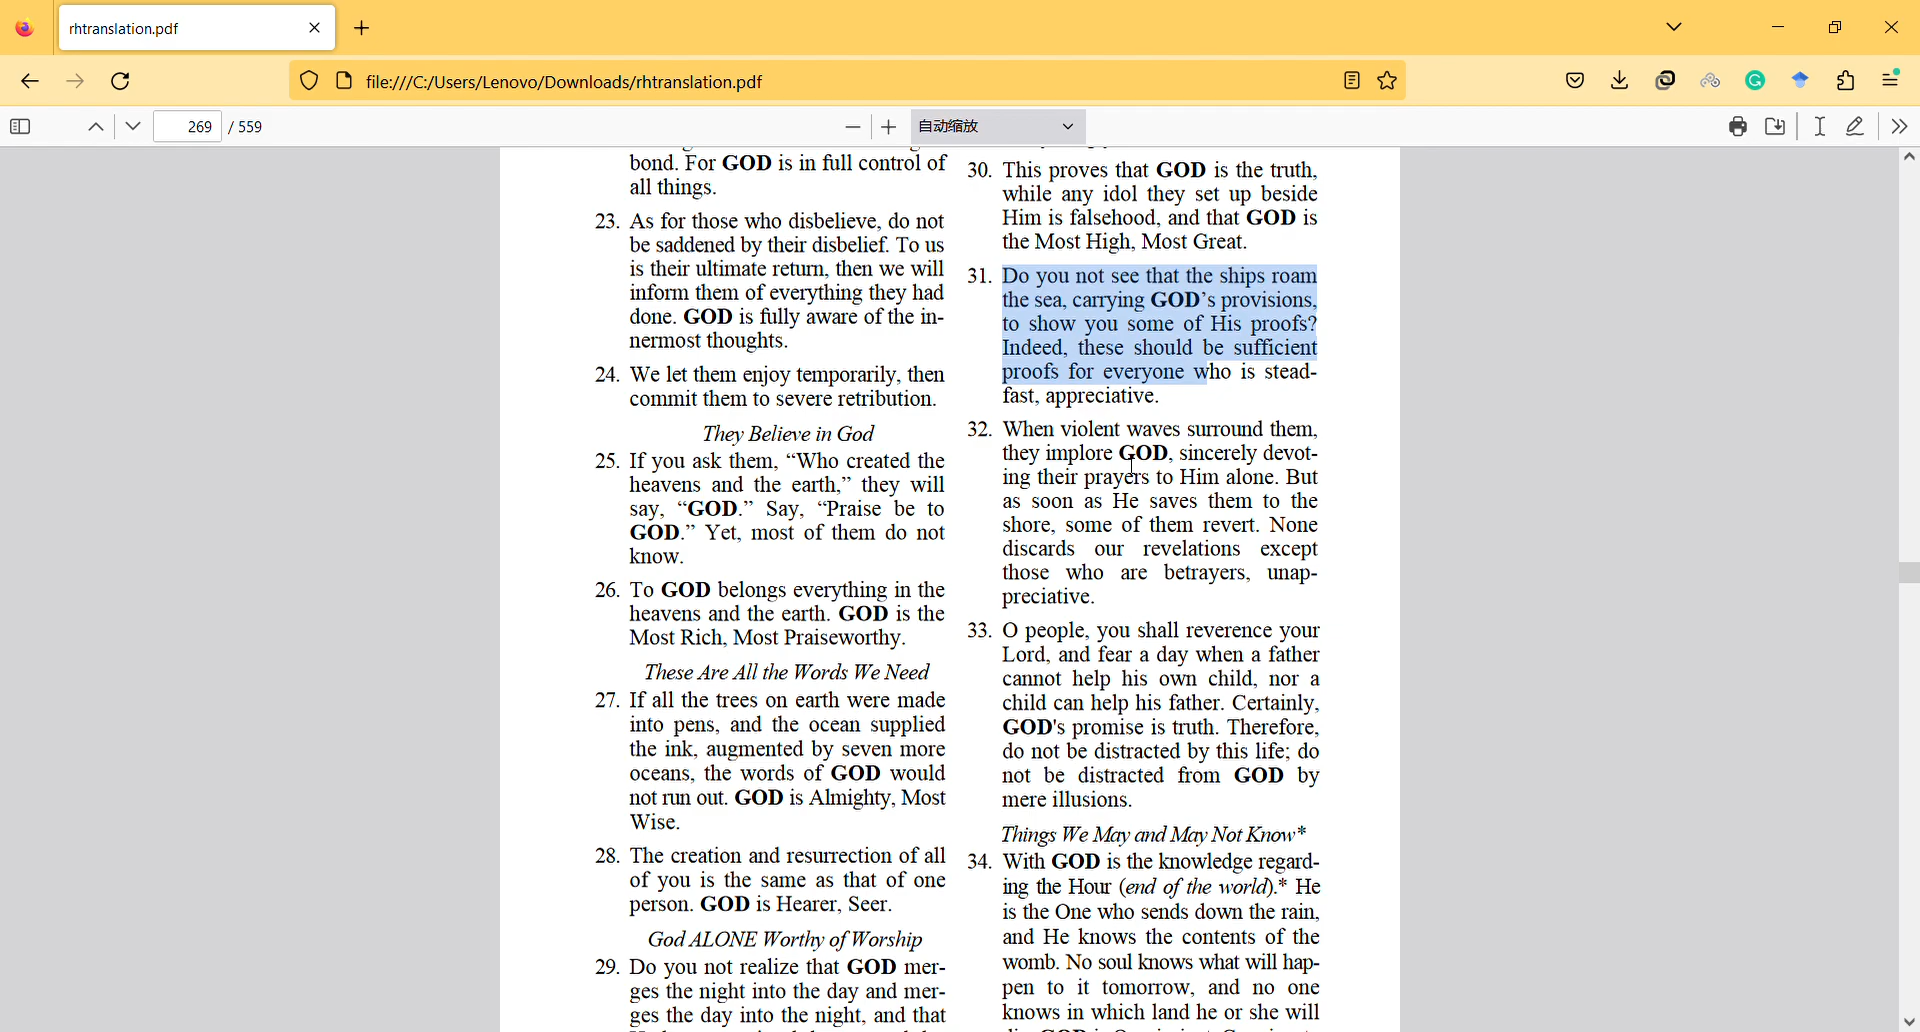 rhtranslation.pdf
file:///C:/Users/Lenovo/Downloads/rhtranslation.pdf
269 / 559
自动缩放
bond. For GOD is in full control of
all things.
23. As for those who disbelieve, do not
be saddened by their disbelief. To us
is their ultimate return, then we will
inform them of everything they had
done. GOD is fully aware of the in-
nermost thoughts.
24. We let them enjoy temporarily, then
commit them to severe retribution.
They Believe in God
25. If you ask them, “Who created the
heavens and the earth,” they will
say, “GOD.” Say, “Praise be to
GOD.” Yet, most of them do not
know.
26. To GOD belongs everything in the
heavens and the earth. GOD is the
Most Rich, Most Praiseworthy.
These Are All the Words We Need
27. If all the trees on earth were made
into pens, and the ocean supplied
the ink, augmented by seven more
oceans, the words of GOD would
not run out. GOD is Almighty, Most
Wise.
28. The creation and resurrection of all
of you is the same as that of one
person. GOD is Hearer, Seer.
God ALONE Worthy of Worship
29. Do you not realize that GOD mer-
ges the night into the day and mer-
ges the day into the night, and that
30. This proves that GOD is the truth,
while any idol they set up beside
Him is falsehood, and that GOD is
the Most High, Most Great.
31. Do you not see that the ships roam
the sea, carrying GOD’s provisions,
to show you some of His proofs?
Indeed, these should be sufficient
proofs for everyone who is stead-
fast, appreciative.
32. When violent waves surround them,
they implore GOD, sincerely devot-
ing their prayers to Him alone. But
as soon as He saves them to the
shore, some of them revert. None
discards our revelations except
those who are betrayers, unap-
preciative.
33. O people, you shall reverence your
Lord, and fear a day when a father
cannot help his own child, nor a
child can help his father. Certainly,
GOD's promise is truth. Therefore,
do not be distracted by this life; do
not be distracted from GOD by
mere illusions.
Things We May and May Not Know*
34. With GOD is the knowledge regard-
ing the Hour (end of the world).* He
is the One who sends down the rain,
and He knows the contents of the
womb. No soul knows what will hap-
pen to it tomorrow, and no one
knows in which land he or she will